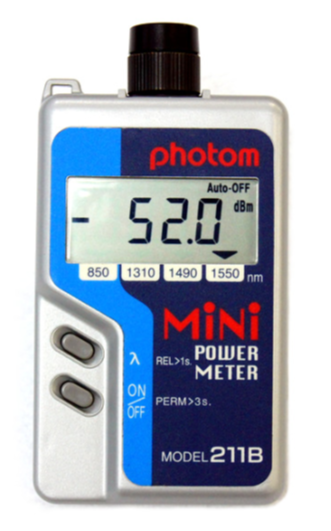 photom
Auto-OFF
- 52.0 dBm
850 1310 1490 1550 nm
MiNi
λ REL>1s. POWER
METER
ON
OFF
PERM>3s.
MODEL 211B